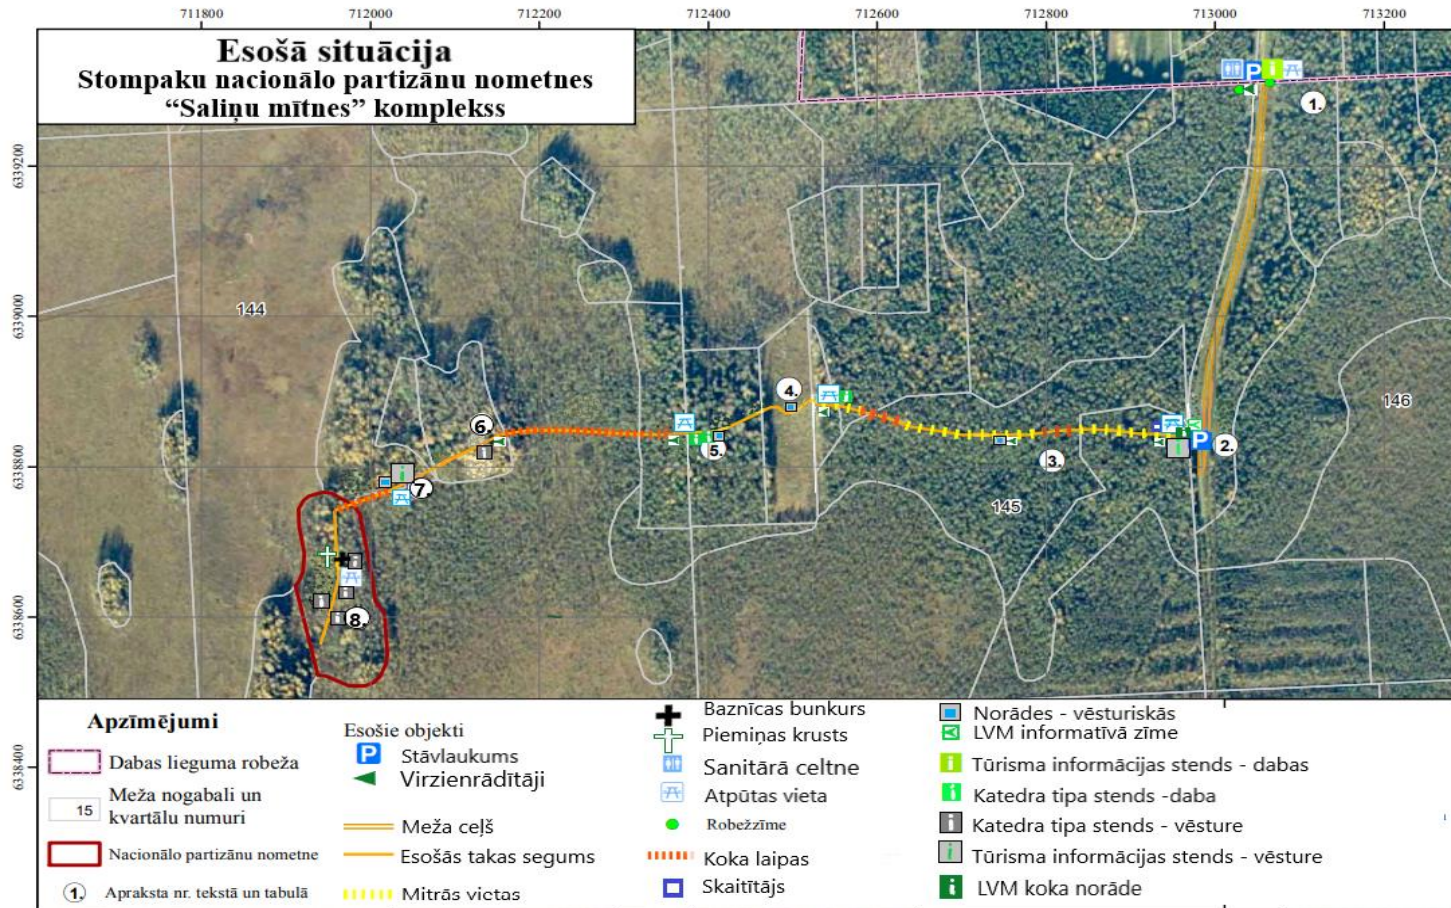 711800 712000 712200 712400 712600 712800 713000 713200
Esošā situācija
Stompaku nacionālo partizānu nometnes
“Saliņu mītnes” komplekss
P i
1.
6339200
144
6339000
146
4.
6.
5.
3.
P 2.
6338800
7.
145
8.
6338600
6338400
Apzīmējumi
Dabas lieguma robeža
15 Meža nogabali un
kvartālu numuri
Nacionālo partizānu nometne
1. Apraksta nr. tekstā un tabulā
Esošie objekti
P Stāvlaukums
Virzienrādītāji
Meža ceļš
Esošās takas segums
Mitrās vietas
Baznīcas bunkurs
Piemiņas krusts
Sanitārā celtne
Atpūtas vieta
Robežzīme
Koka laipas
Skaitītājs
Norādes - vēsturiskās
LVM informatīvā zīme
i Tūrisma informācijas stends - dabas
i Katedra tipa stends -daba
i Katedra tipa stends - vēsture
i Tūrisma informācijas stends - vēsture
i LVM koka norāde